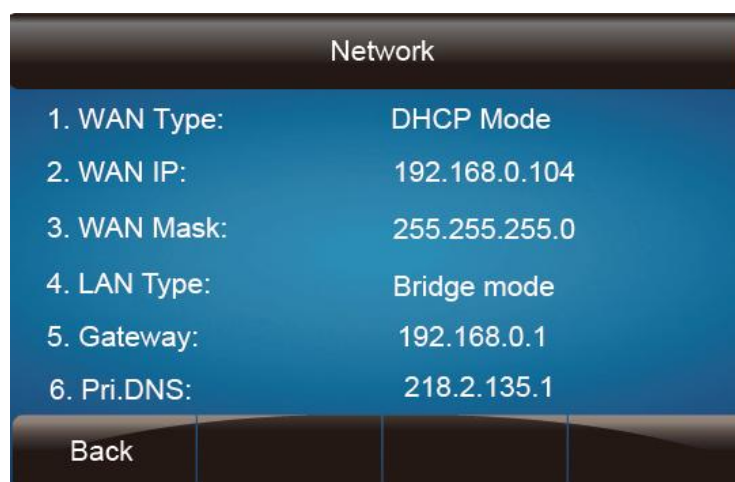 Network
1. WAN Type: DHCP Mode
2. WAN IP: 192.168.0.104
3. WAN Mask: 255.255.255.0
4. LAN Type: Bridge mode
5. Gateway: 192.168.0.1
6. Pri.DNS: 218.2.135.1
Back